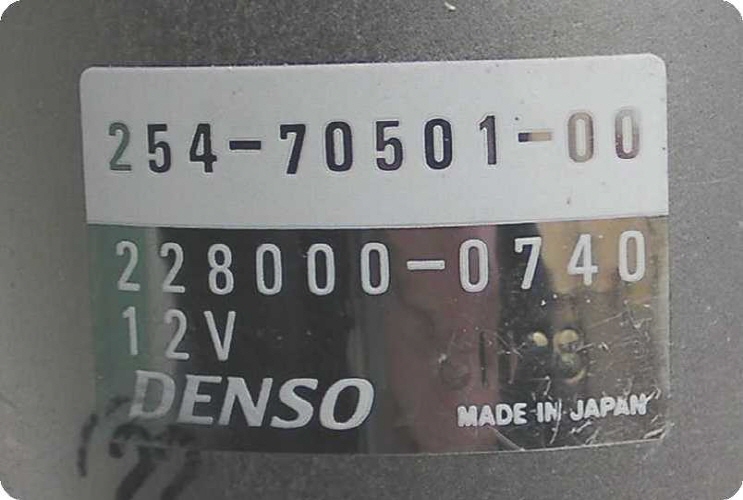 254-70501-00
228000-0740
12V
DENSO
MADE IN JAPAN